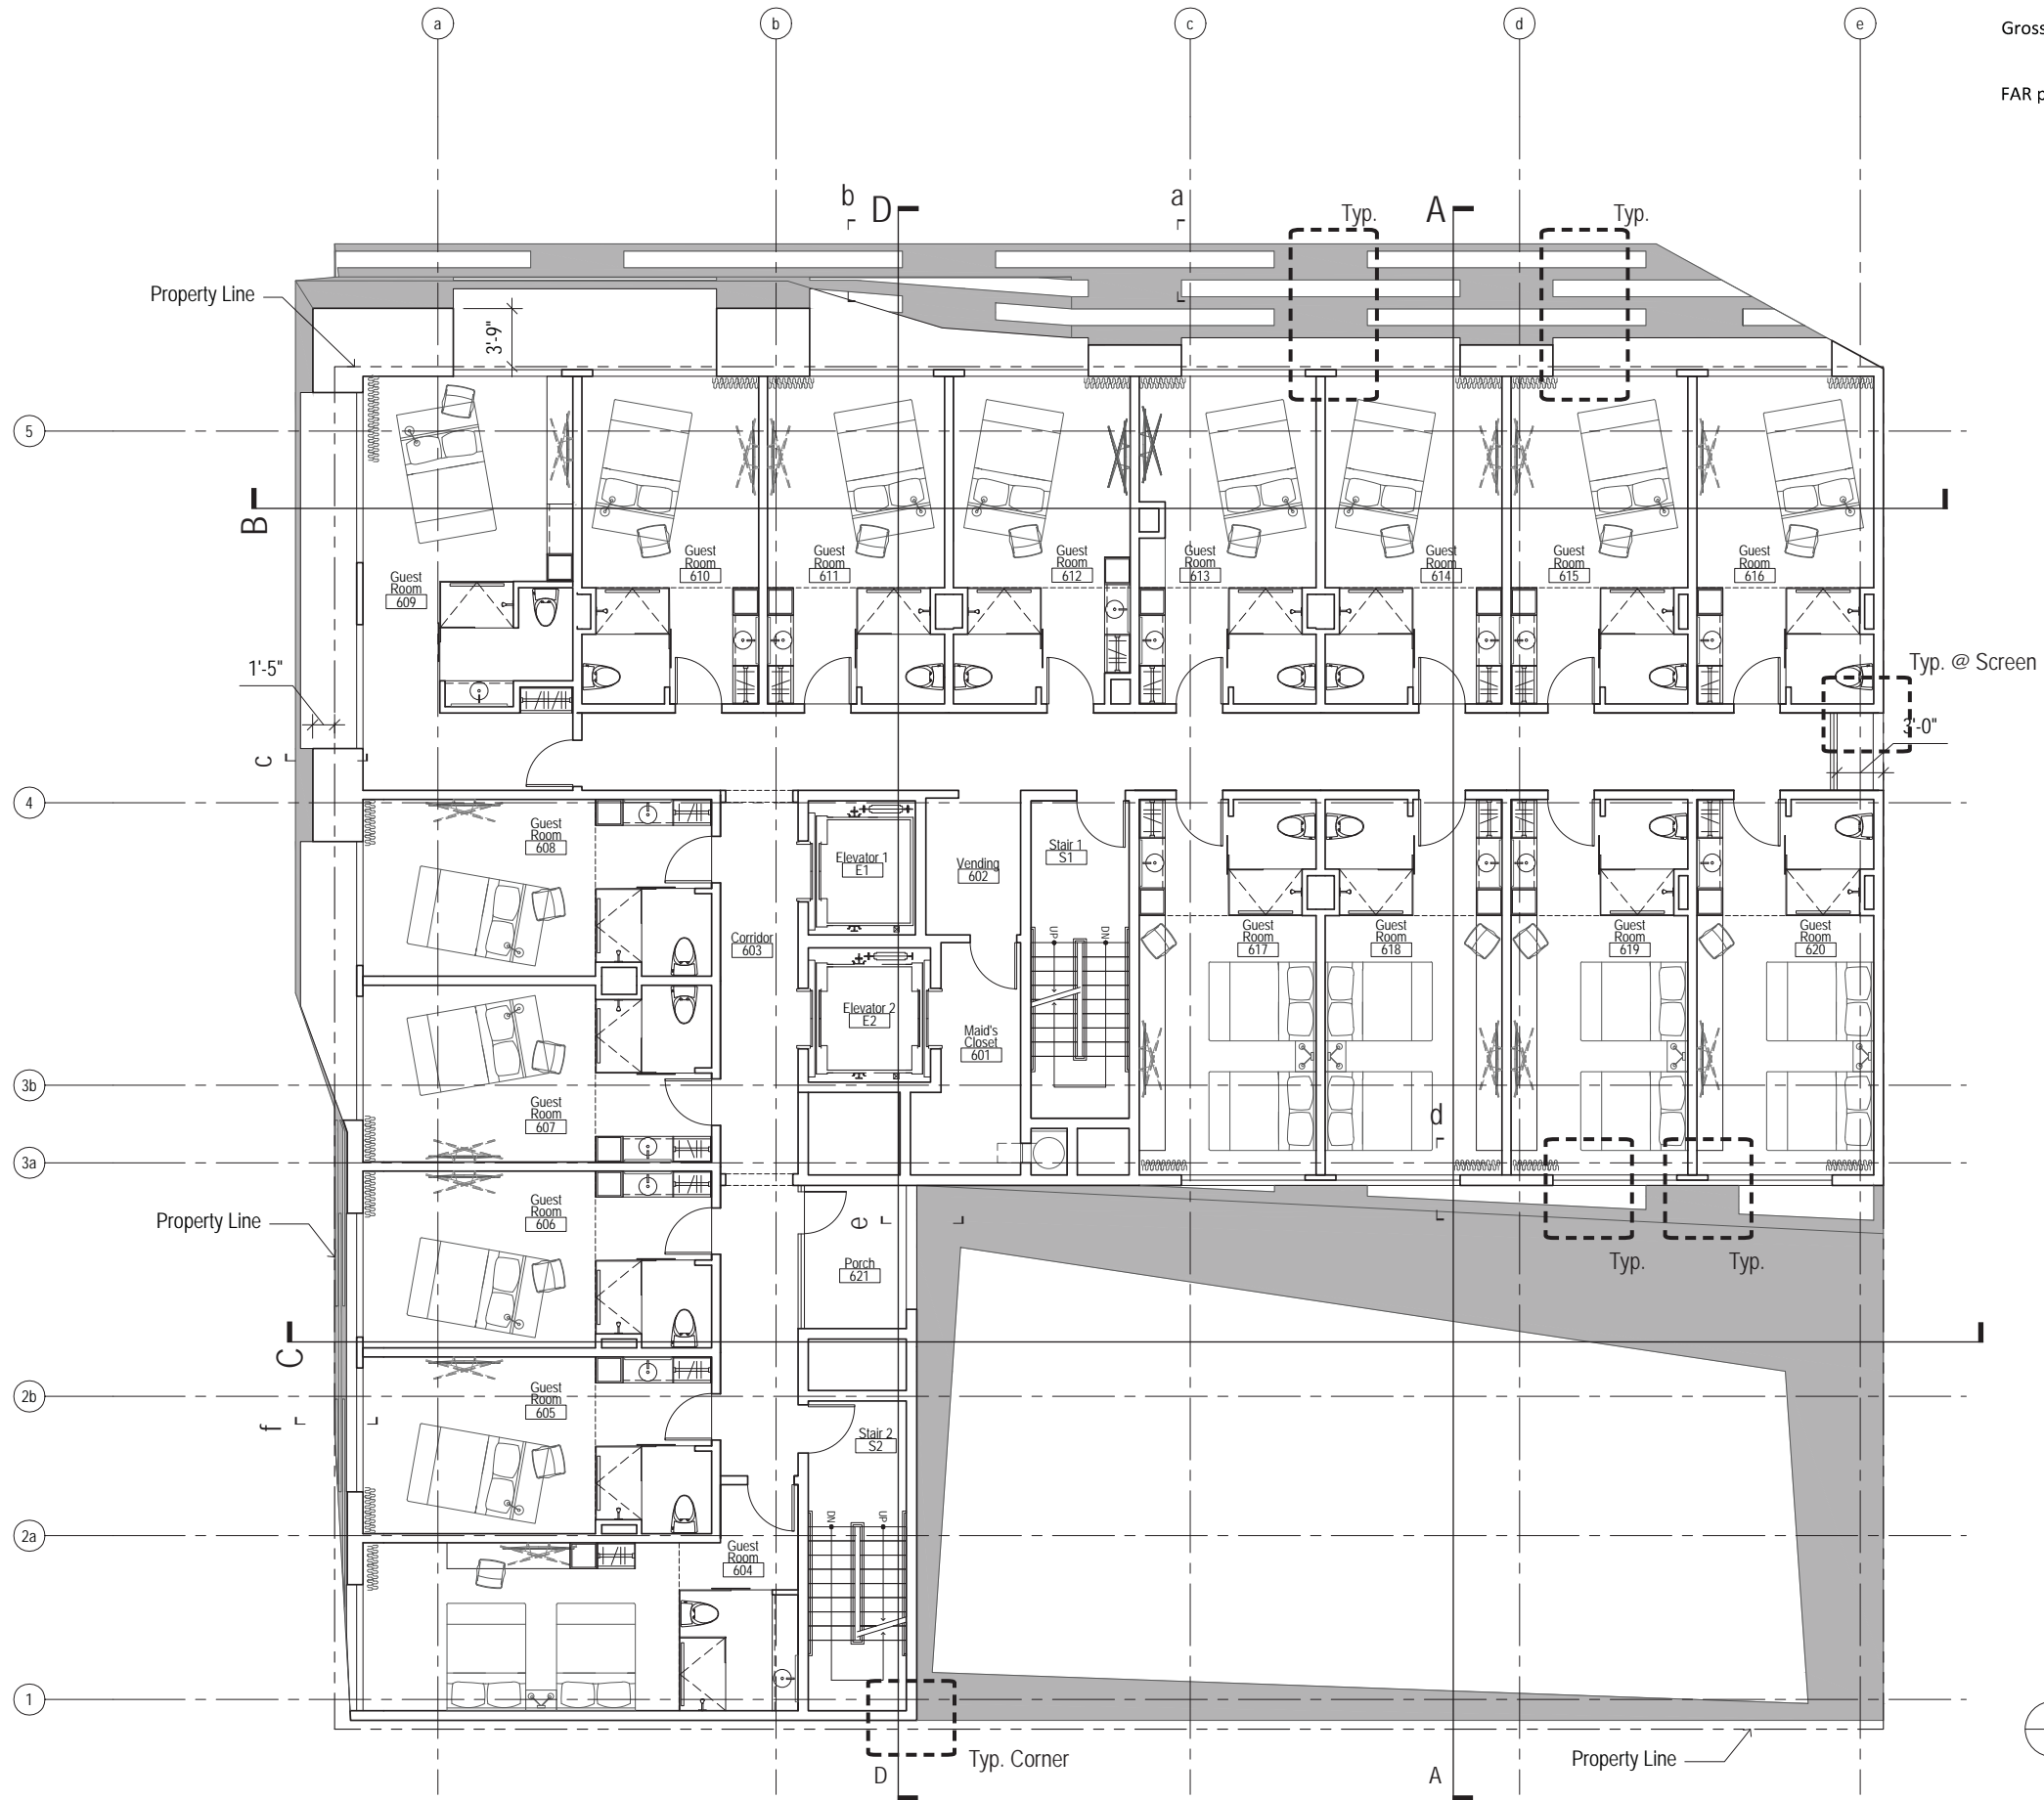 a
b
c
d
e
Gross
FAR p
b
D
a
A
Typ.
Typ.
Property Line
3'-9"
5
B
Guest
Room
609
Guest
Room
610
Guest
Room
611
Guest
Room
612
Guest
Room
613
Guest
Room
614
Guest
Room
615
Guest
Room
616
1'-5"
Typ. @ Screen
3'-0"
c
4
Guest
Room
608
Elevator 1
E1
Vending
602
Stair 1
S1
Corridor
603
UP
DN
Guest
Room
617
Guest
Room
618
Guest
Room
619
Guest
Room
620
Elevator 2
E2
Maid's
Closet
601
3b
Guest
Room
607
d
3a
Property Line
Guest
Room
606
e
Porch
621
Typ.
Typ.
C
2b
Guest
Room
605
f
Stair 2
S2
2a
DN
UP
Guest
Room
604
1
Typ. Corner
Property Line
D
A